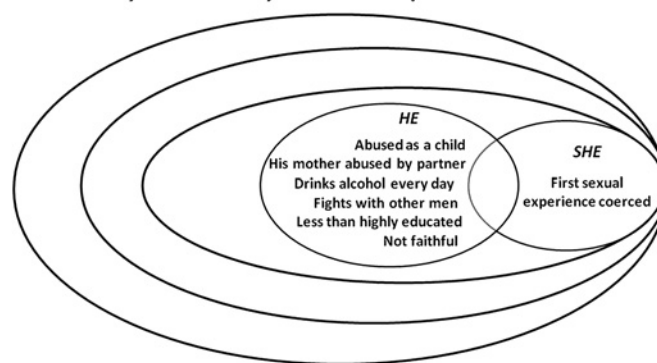 HE
Abused as a child
His mother abused by partner
Drinks alcohol every day
Fights with other men
Less than highly educated
Not faithful
SHE
First sexual
experience coerced